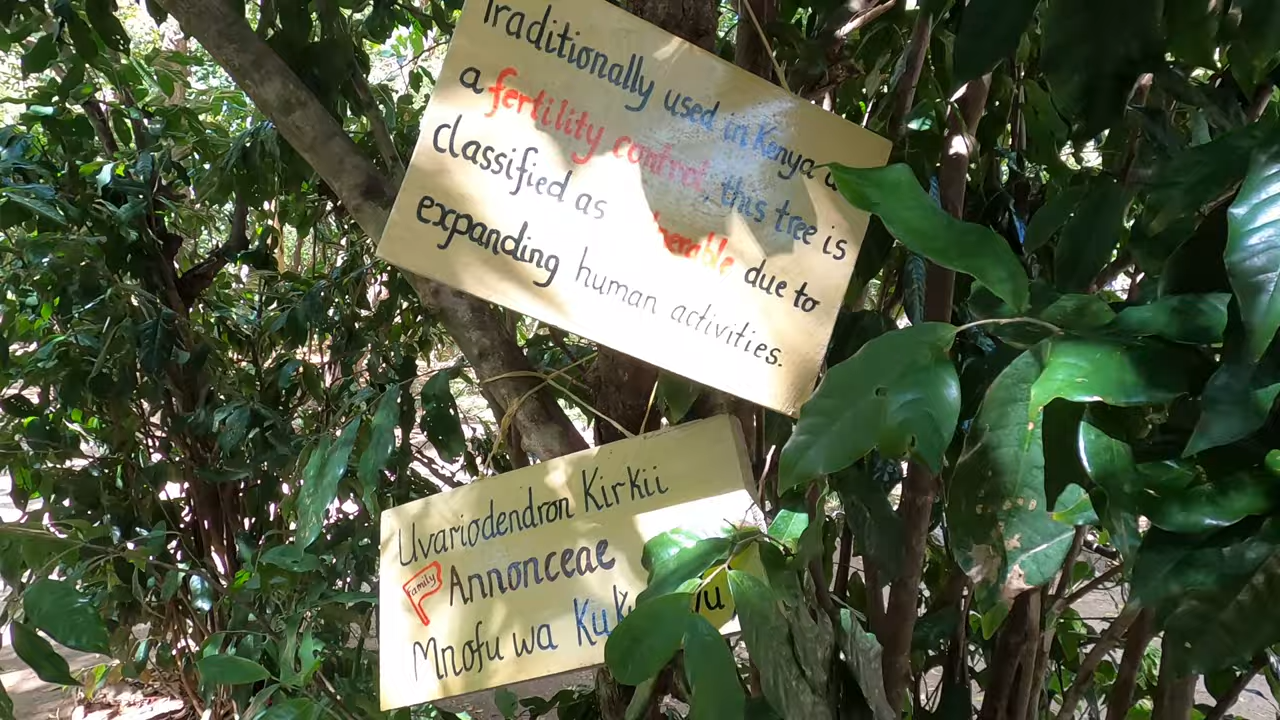 Traditionally used in Kenya
a fertility control, this tree is
classified as due to
expanding human activities.
Uvariodendron Kirkii
Family Annonceae
Mnofu wa